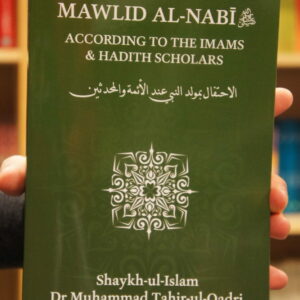 MAWLID AL-NABĪ ﷺ
ACCORDING TO THE IMAMS
& HADITH SCHOLARS
الاحتفال بمولد النبي عند الأئمة والمحدثين
Shaykh-ul-Islam
Dr Muhammad Tahir-ul-Qadri